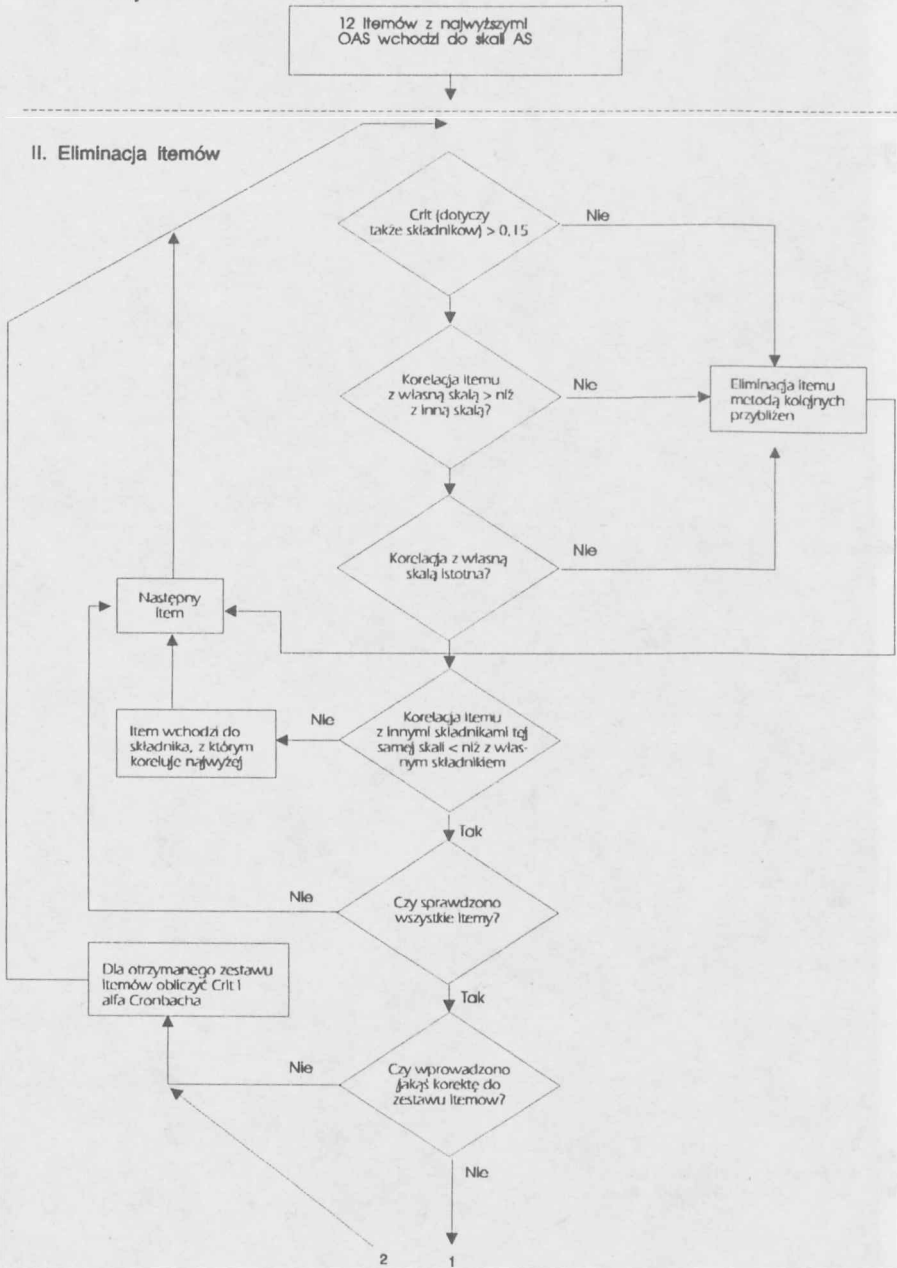 12 Itemów z najwyższymi
OAS wchodzi do skali AS
II. Eliminacja itemów
Crit (dotyczy
także składnikow) > 0,15
Nie
Korelacja itemu
z własną skalą > niż
z inną skalą?
Nie
Eliminacja itemu
metodą kolejnych
przybliżen
Korelacja z własną
skalą istotna?
Nie
Następny
Item
Korelacja itemu
z innymi składnikami tej
samej skali < niż z włas-
nym składnikiem
Nie
Item wchodzi do
składnika, z którym
koreluje najwyżej
Tak
Czy sprawdzono
wszystkie itemy?
Nie
Dla otrzymanego zestawu
Itemów obliczyć Crit i
alfa Cronbacha
Tak
Czy wprowadzono
jakąś korektę do
zestawu itemow?
Nie
Nie
2
1